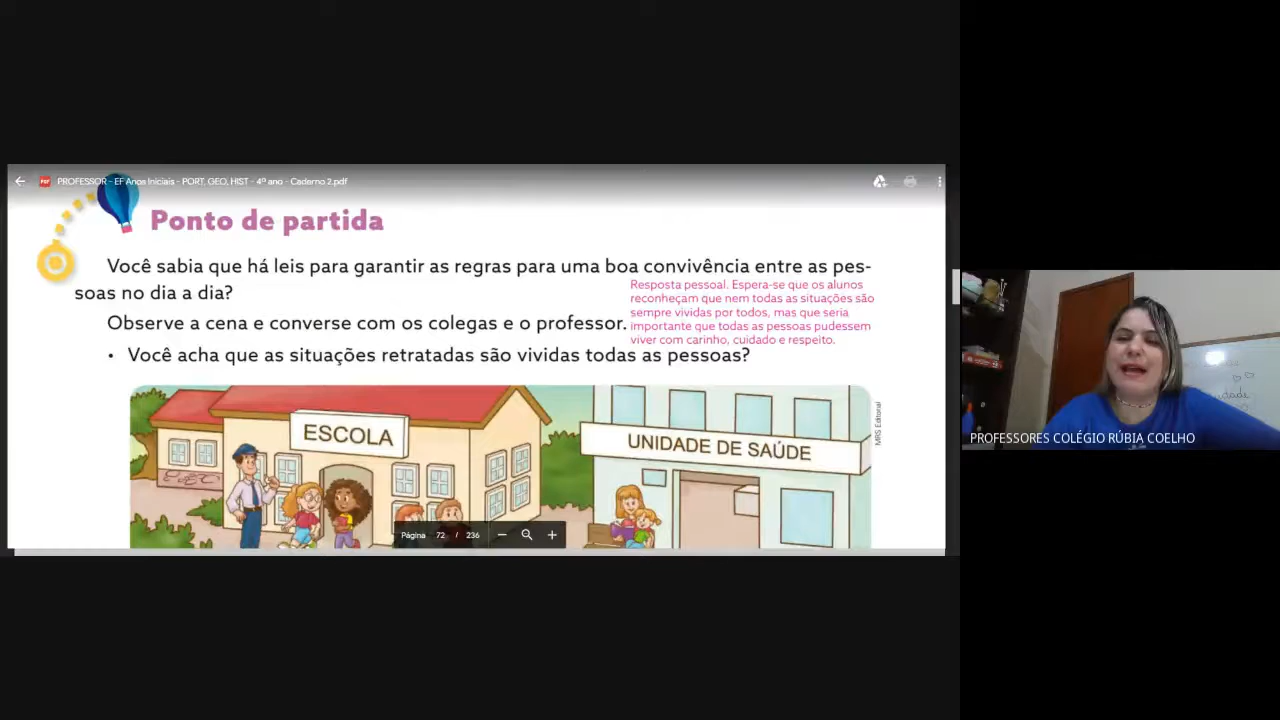 PROFESSOR - EF Anos Iniciais - PORT, GEO, HIST - 4º ano - Caderno 2.pdf
Ponto de partida
Você sabia que há leis para garantir as regras para uma boa convivência entre as pes-
soas no dia a dia?
Resposta pessoal. Espera-se que os alunos
reconheçam que nem todas as situações são
sempre vividas por todos, mas que seria
importante que todas as pessoas pudessem
viver com carinho, cuidado e respeito.
Observe a cena e converse com os colegas e o professor.
• Você acha que as situações retratadas são vividas todas as pessoas?
MRS Editorial
ESCOLA
UNIDADE DE SAÚDE
Página 72 / 236
PROFESSORES COLÉGIO RÚBIA COELHO